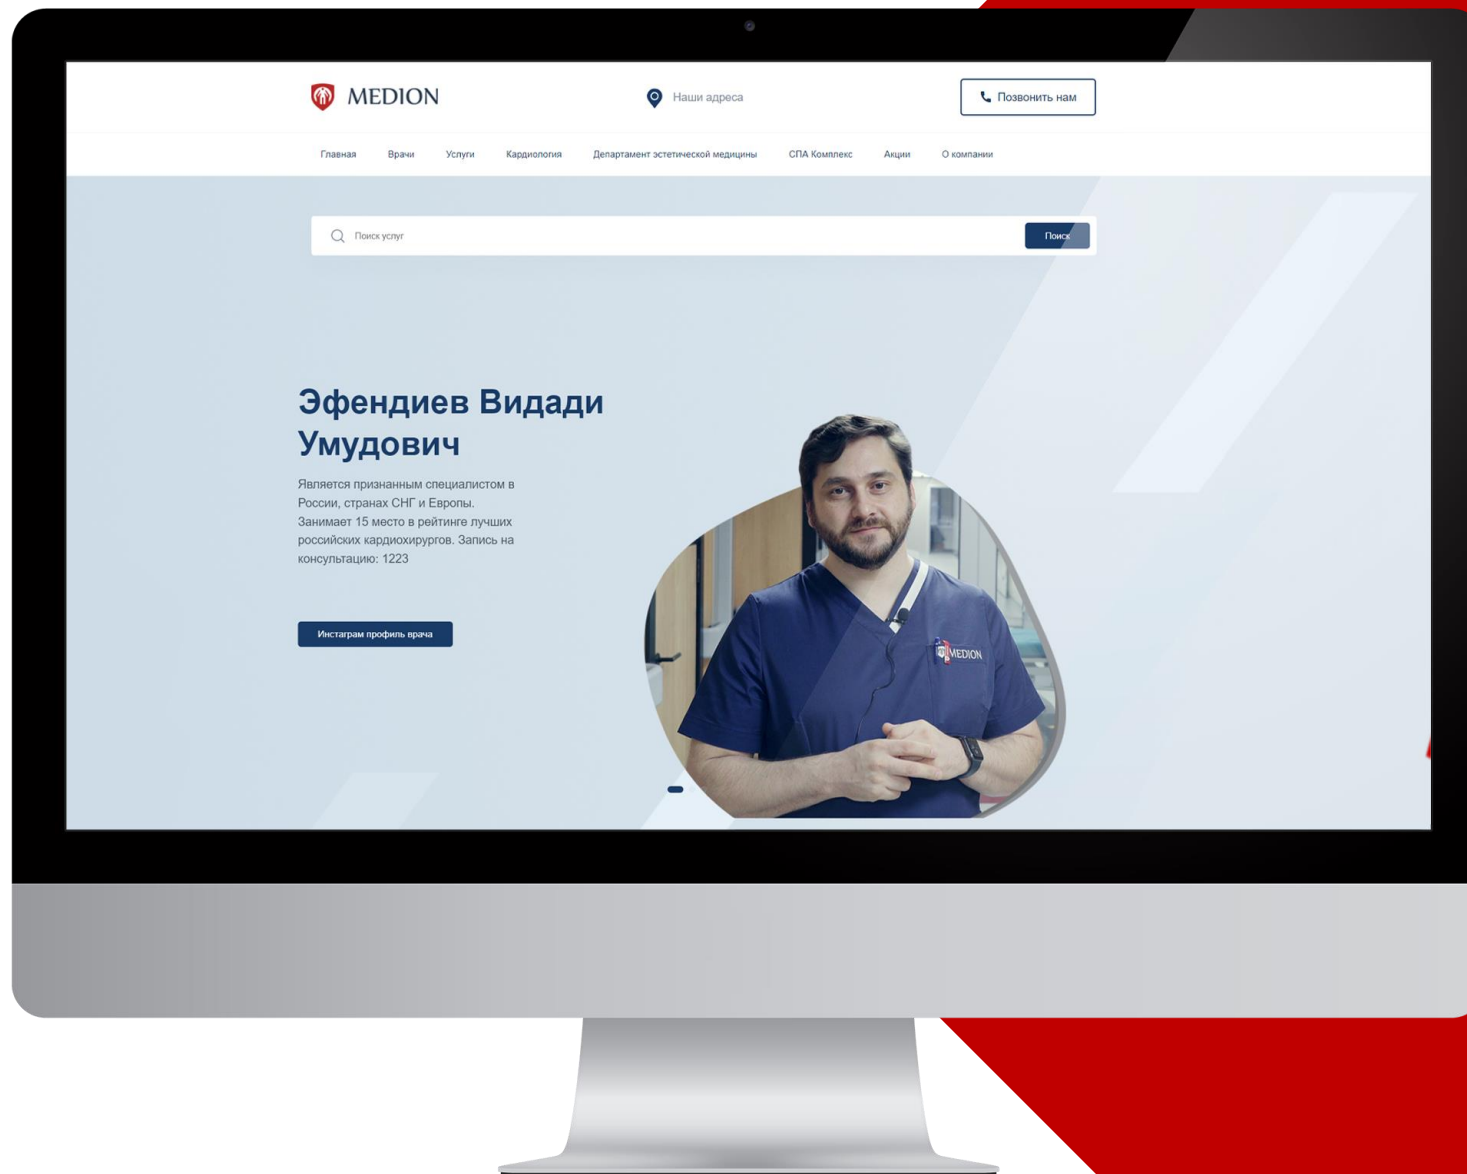 MEDION
Наши адреса
Позвонить нам
Главная Врачи Услуги Кардиология Департамент эстетической медицины СПА Комплекс Акции О компании
Поиск услуг
Поиск
Эфендиев Видади
Умудович
Является признанным специалистом в
России, странах СНГ и Европы.
Занимает 15 место в рейтинге лучших
российских кардиохирургов. Запись на
консультацию: 1223
Инстаграм профиль врача
MEDION